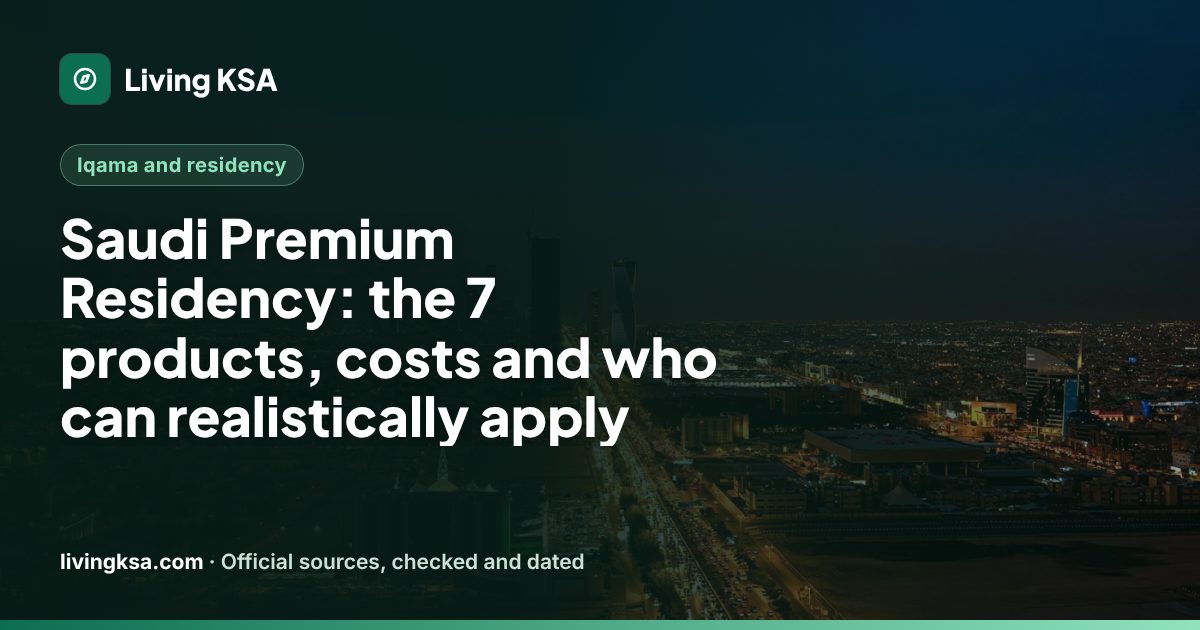 Living KSA
Iqama and residency
Saudi Premium
Residency: the 7
products, costs and who
can realistically apply
livingksa.com · Official sources, checked and dated